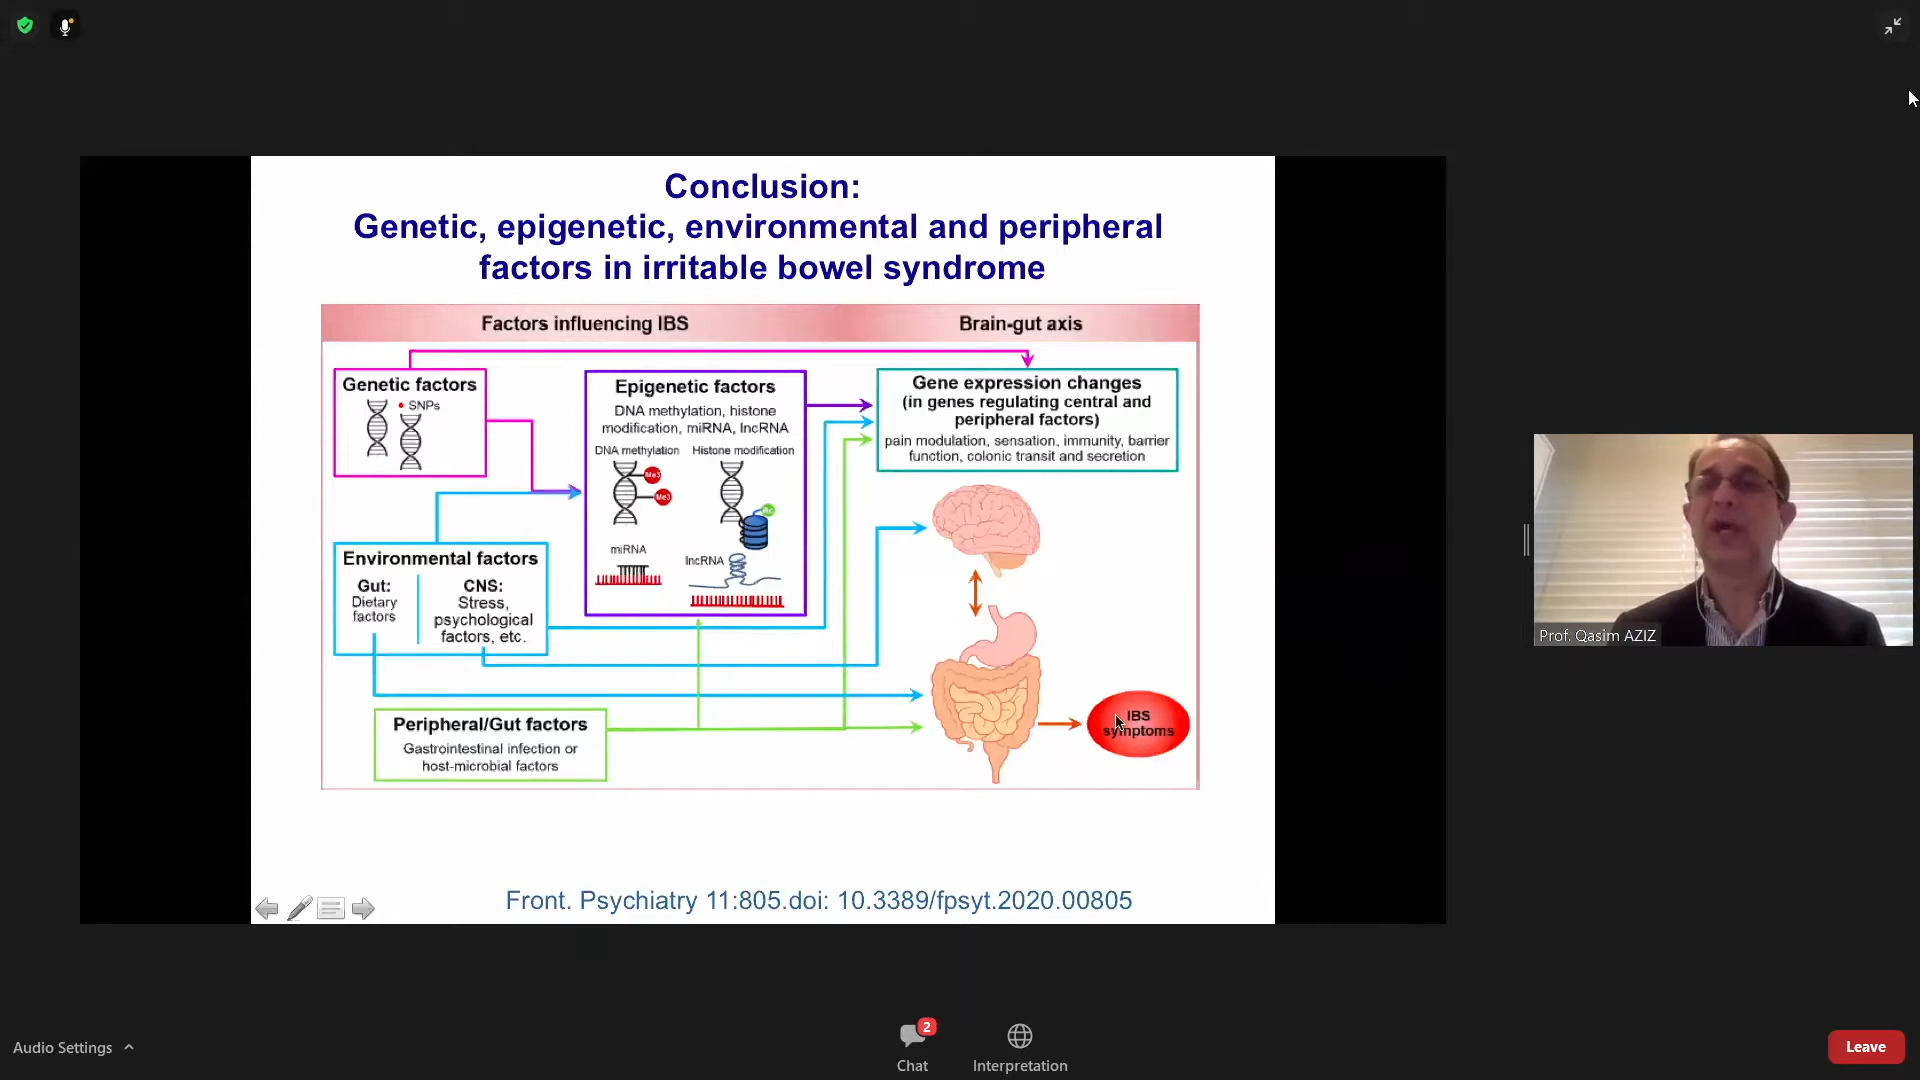 Conclusion:
Genetic, epigenetic, environmental and peripheral
factors in irritable bowel syndrome
Factors influencing IBS
Brain-gut axis
Genetic factors
SNPs
Epigenetic factors
DNA methylation, histone
modification, miRNA, lncRNA
DNA methylation
Histone modification
Me3
Me3
Ac
miRNA
lncRNA
Gene expression changes
(in genes regulating central and
peripheral factors)
pain modulation, sensation, immunity, barrier
function, colonic transit and secretion
Environmental factors
Gut:
Dietary
factors
CNS:
Stress,
psychological
factors, etc.
Peripheral/Gut factors
Gastrointestinal infection or
host-microbial factors
IBS
symptoms
Front. Psychiatry 11:805.doi: 10.3389/fpsyt.2020.00805
Prof. Qasim AZIZ
Audio Settings
2
Chat
Interpretation
Leave